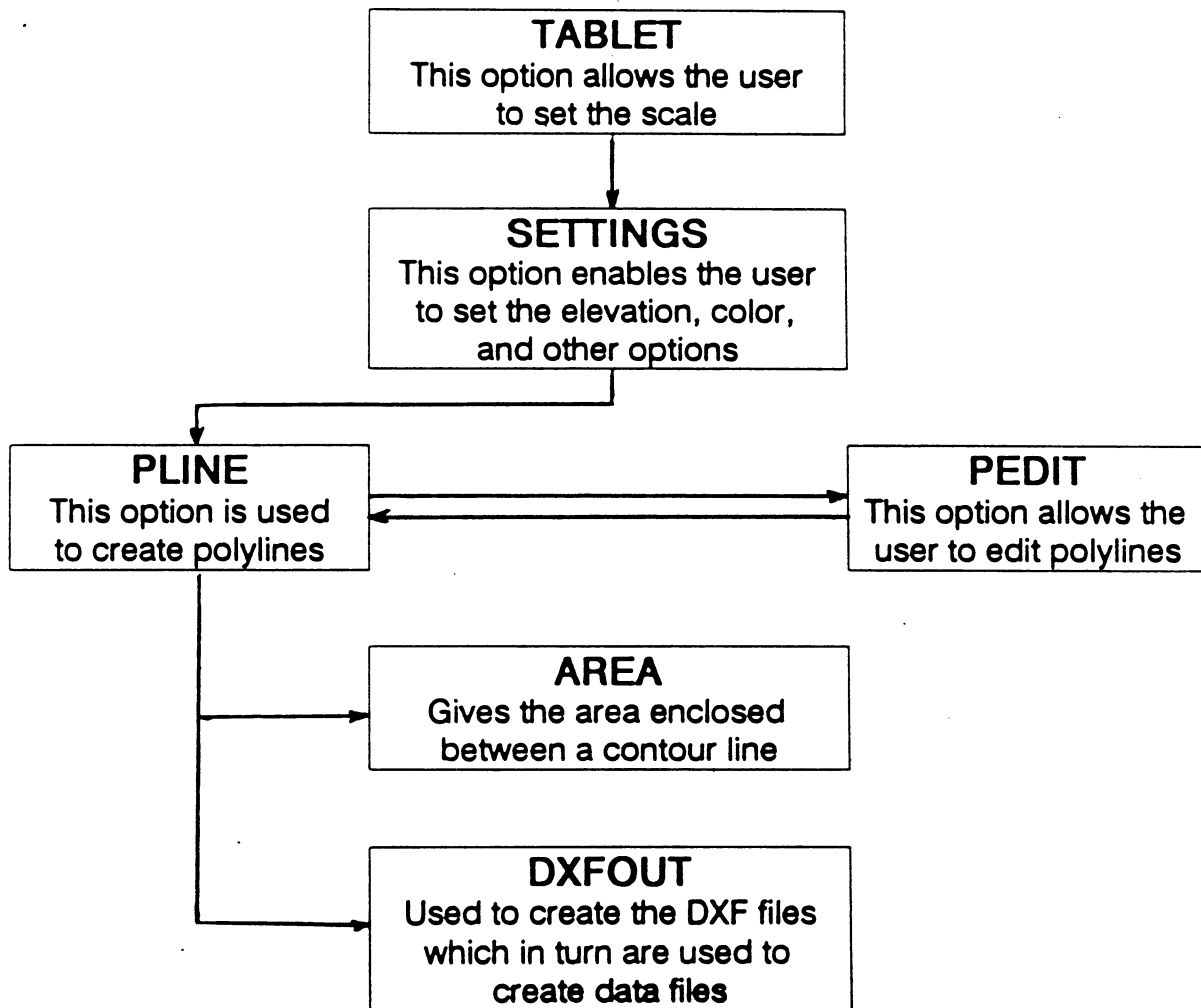 TABLET
This option allows the user
to set the scale
SETTINGS
This option enables the user
to set the elevation, color,
and other options
PLINE
This option is used
to create polylines
PEDIT
This option allows the
user to edit polylines
AREA
Gives the area enclosed
between a contour line
DXFOUT
Used to create the DXF files
which in turn are used to
create data files